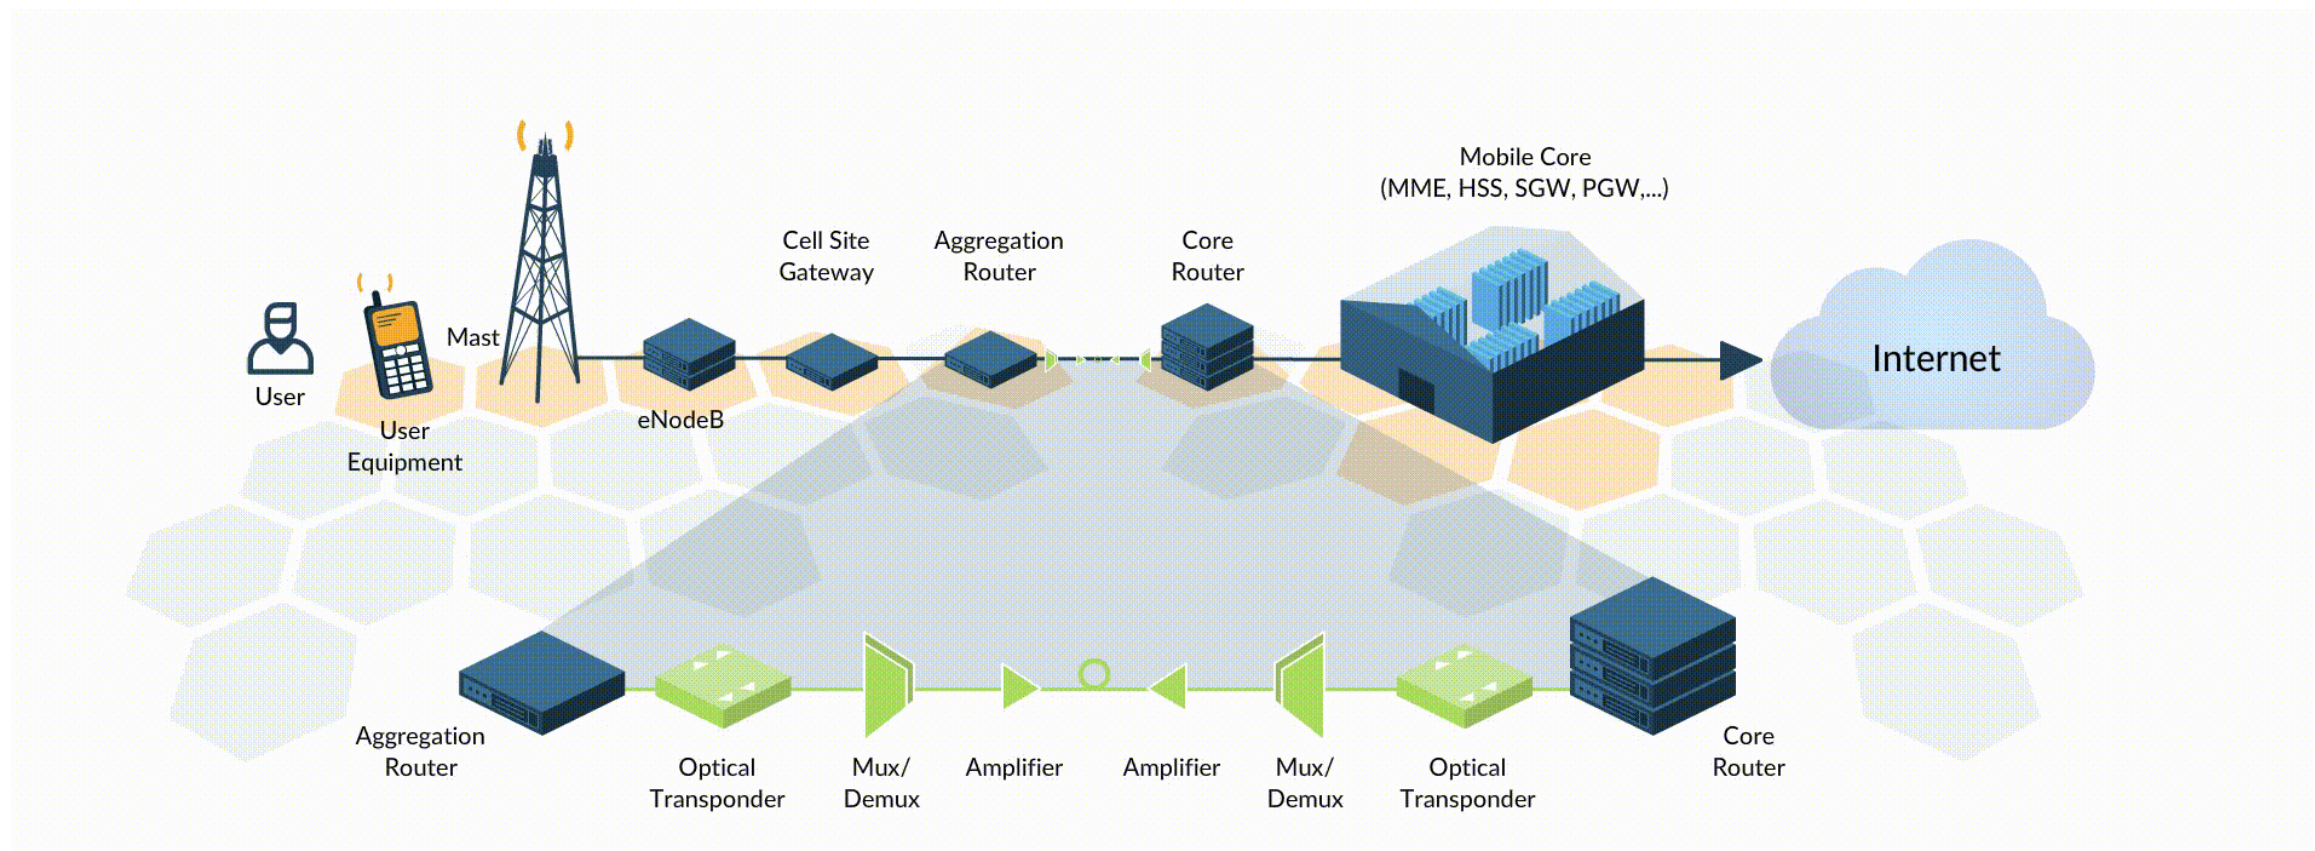 Mobile Core
(MME, HSS, SGW, PGW,...)
Cell Site
Gateway
Aggregation
Router
Core
Router
Mast
Internet
User
eNodeB
User
Equipment
Aggregation
Router
Optical
Transponder
Mux/
Demux
Amplifier
Amplifier
Mux/
Demux
Optical
Transponder
Core
Router